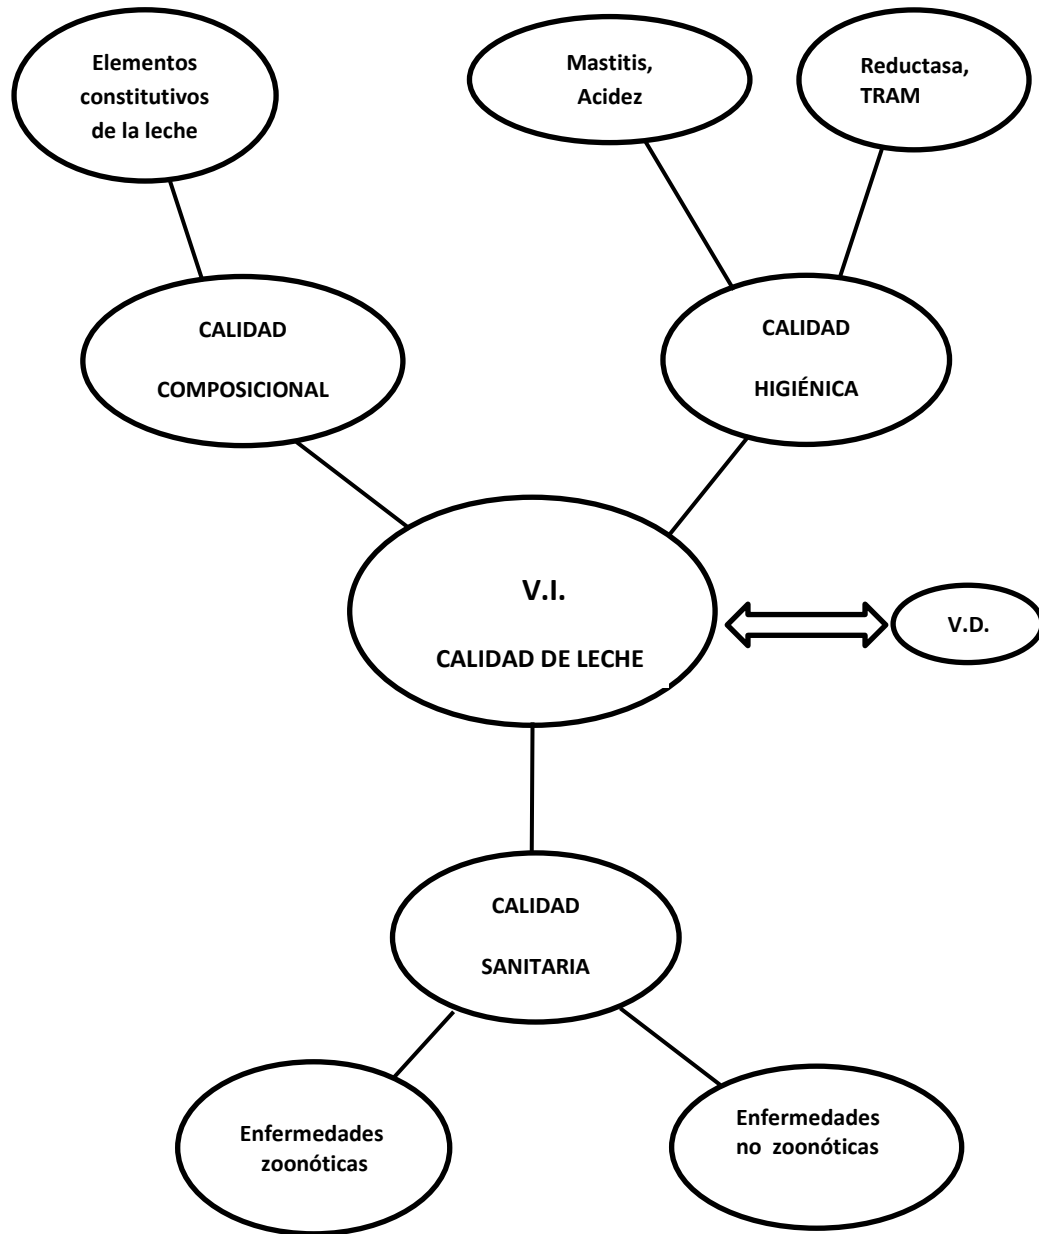 Elementos
constitutivos
de la leche
Mastitis,
Acidez
Reductasa,
TRAM
CALIDAD
COMPOSICIONAL
CALIDAD
HIGIÉNICA
V.I.
CALIDAD DE LECHE
V.D.
CALIDAD
SANITARIA
Enfermedades
zoonóticas
Enfermedades
no zoonóticas